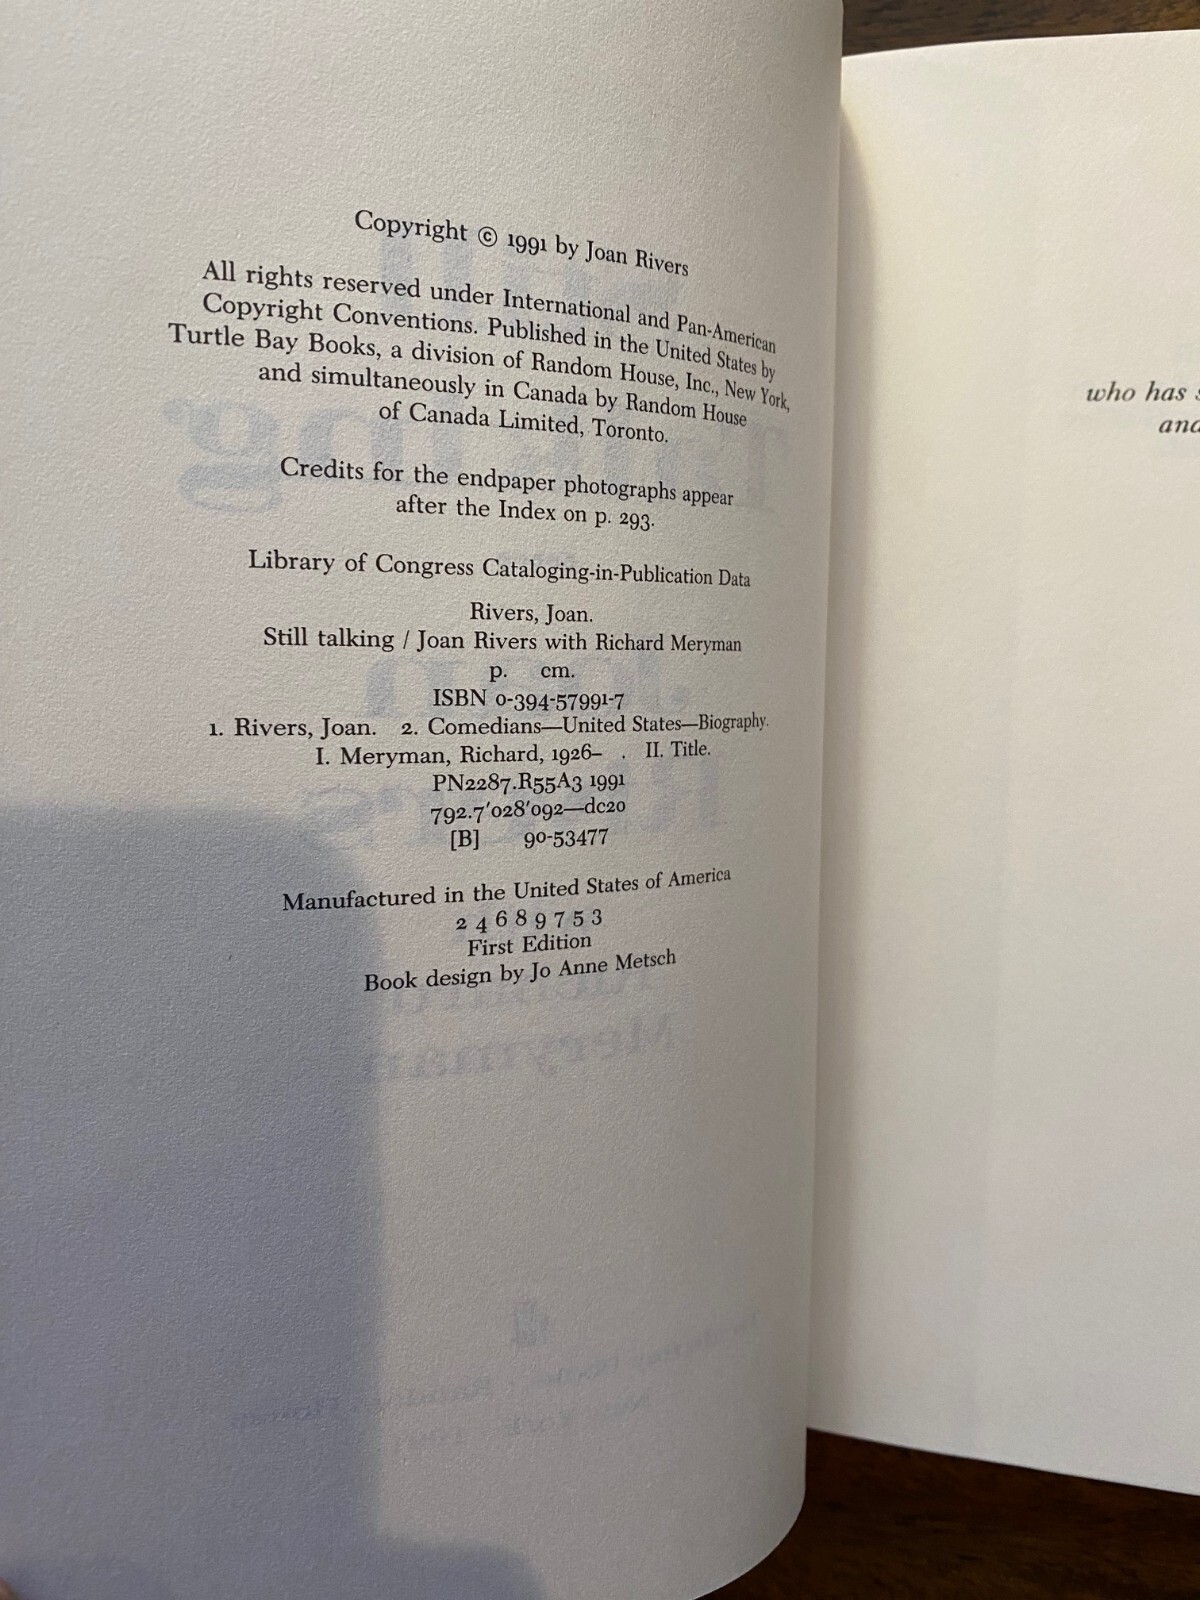 Copyright © 1991 by Joan Rivers
All rights reserved under International and Pan-American
Copyright Conventions. Published in the United States by
Turtle Bay Books, a division of Random House, Inc., New York,
and simultaneously in Canada by Random House
of Canada Limited, Toronto.
Credits for the endpaper photographs appear
after the Index on p. 293.
Library of Congress Cataloging-in-Publication Data
Rivers, Joan.
Still talking / Joan Rivers with Richard Meryman
p. cm.
ISBN 0-394-57991-7
1. Rivers, Joan. 2. Comedians—United States—Biography.
I. Meryman, Richard, 1926– . II. Title.
PN2287.R55A3 1991
792.7'028'092—dc20
[B] 90-53477
Manufactured in the United States of America
2 4 6 8 9 7 5 3
First Edition
Book design by Jo Anne Metsch
who has
and